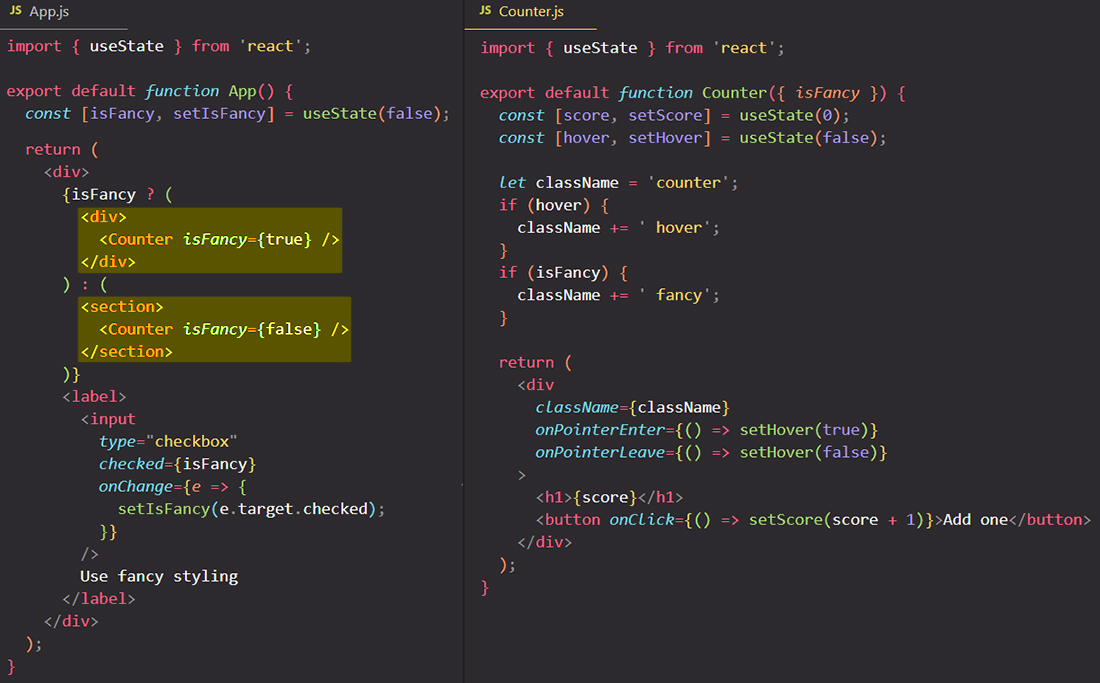 JS App.js
import { useState } from 'react';
export default function App() {
const [isFancy, setIsFancy] = useState(false);
return (
<div>
{isFancy ? (
<div>
<Counter isFancy={true} />
</div>
) : (
<section>
<Counter isFancy={false} />
</section>
)}
<label>
<input
type="checkbox"
checked={isFancy}
onChange={e => {
setIsFancy(e.target.checked);
}}
/>
Use fancy styling
</label>
</div>
);
}
JS Counter.js
import { useState } from 'react';
export default function Counter({ isFancy }) {
const [score, setScore] = useState(0);
const [hover, setHover] = useState(false);
let className = 'counter';
if (hover) {
className += ' hover';
}
if (isFancy) {
className += ' fancy';
}
return (
<div
className={className}
onPointerEnter={() => setHover(true)}
onPointerLeave={() => setHover(false)}
>
<h1>{score}</h1>
<button onClick={() => setScore(score + 1)}>Add one</button>
</div>
);
}